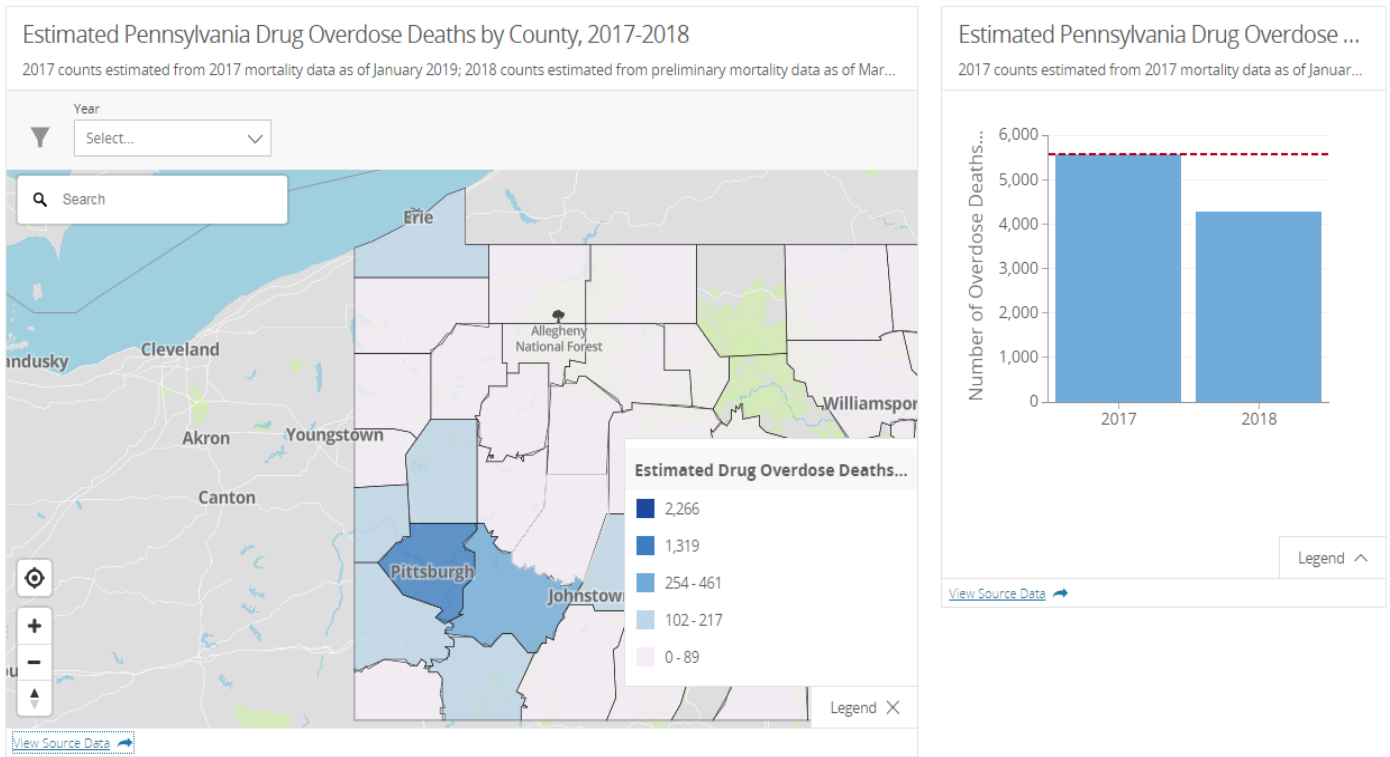 Estimated Pennsylvania Drug Overdose Deaths by County, 2017-2018
2017 counts estimated from 2017 mortality data as of January 2019; 2018 counts estimated from preliminary mortality data as of Mar...
Year
Select...
Search
Erie
Allegheny
National Forest
Cleveland
andusky
Williamspor
Akron
Youngstown
Canton
Pittsburgh
Johnstow
Estimated Drug Overdose Deaths...
2,266
1,319
254 - 461
102 - 217
0 - 89
Legend
View Source Data
Estimated Pennsylvania Drug Overdose ...
2017 counts estimated from 2017 mortality data as of Januar...
Number of Overdose Deaths...
6,000
5,000
4,000
3,000
2,000
1,000
0
2017
2018
Legend
View Source Data